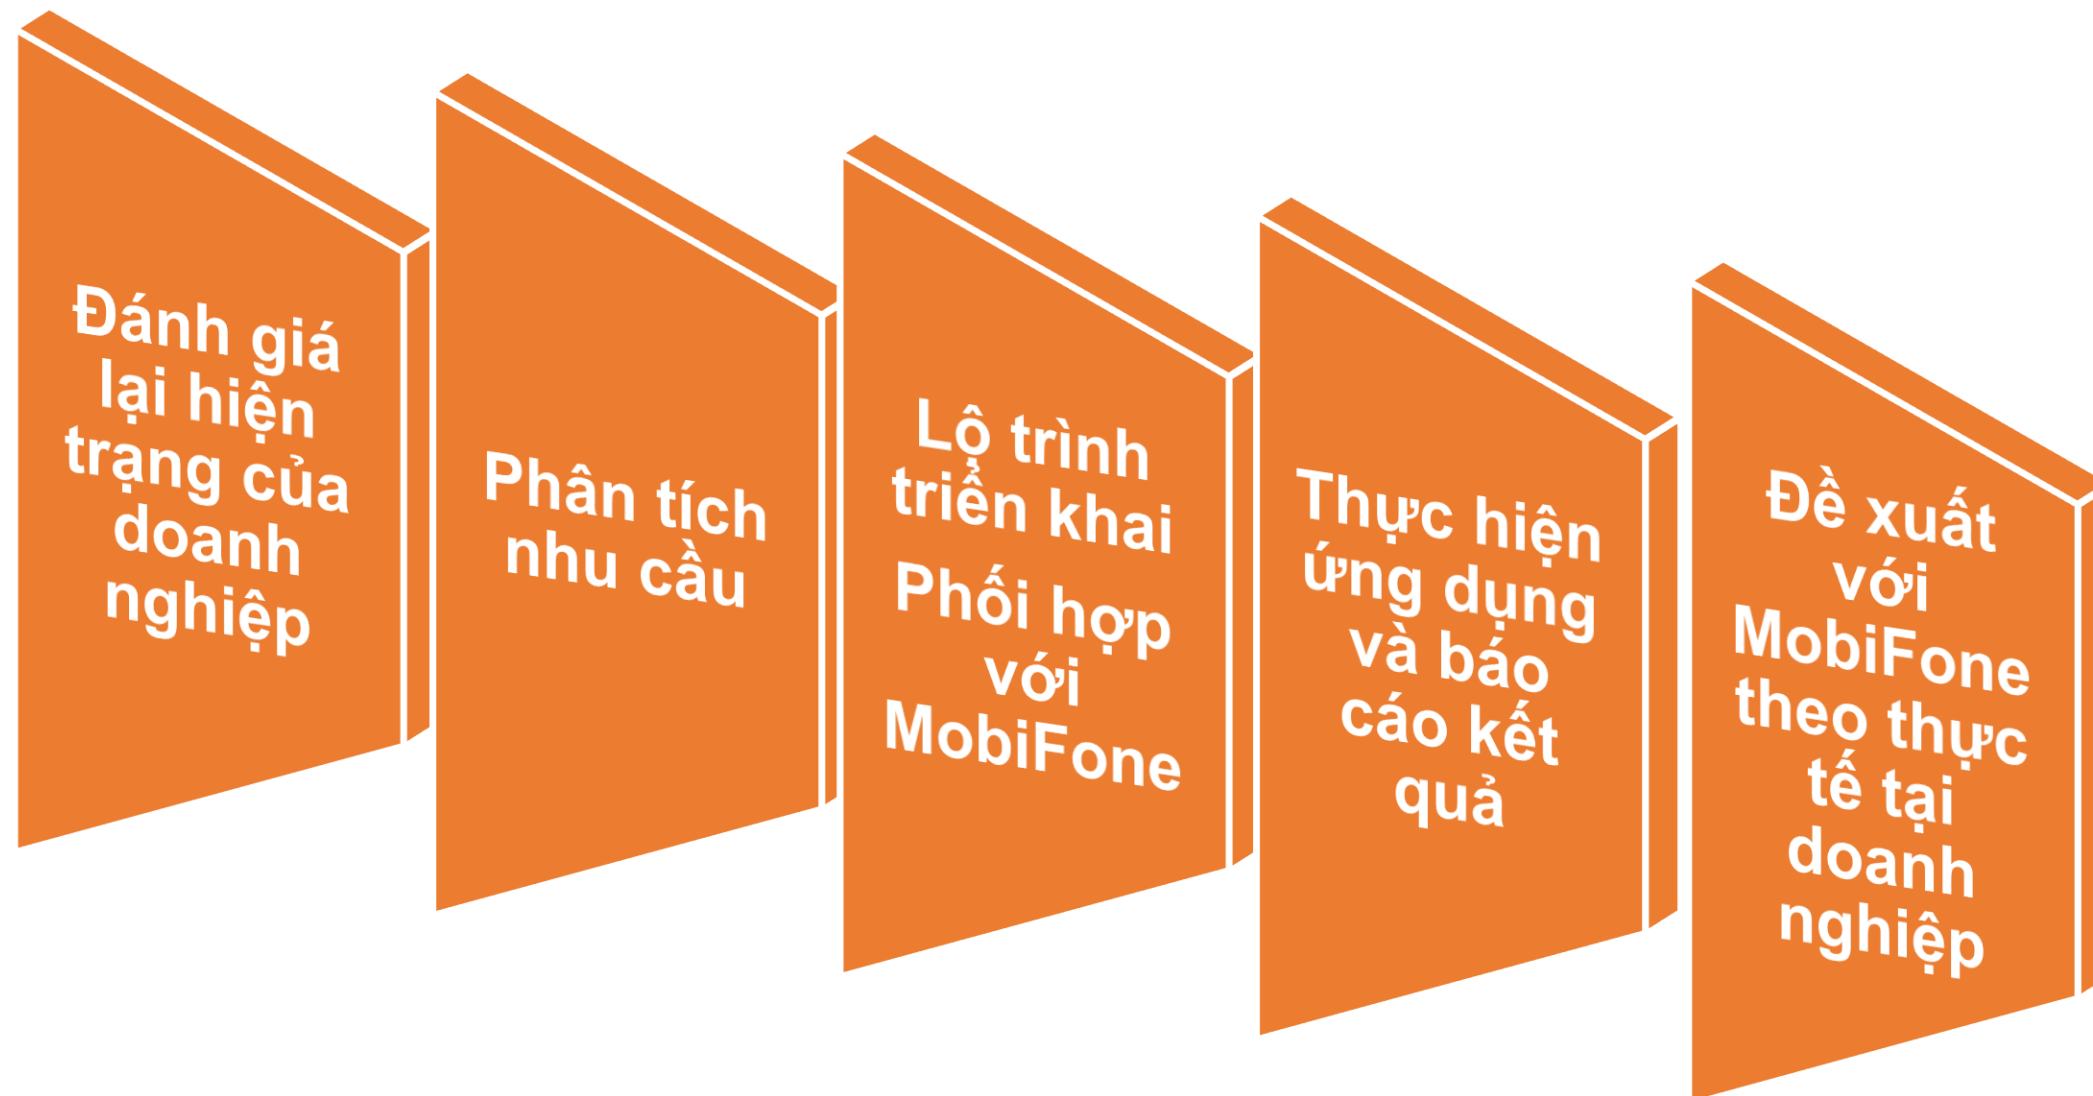 Đánh giá
lại hiện
trạng của
doanh
nghiệp
Phân tích
nhu cầu
Lộ trình
triển khai
Phối hợp
với
MobiFone
Thực hiện
ứng dụng
và báo
cáo kết
quả
Đề xuất
với
MobiFone
theo thực
tế tại
doanh
nghiệp